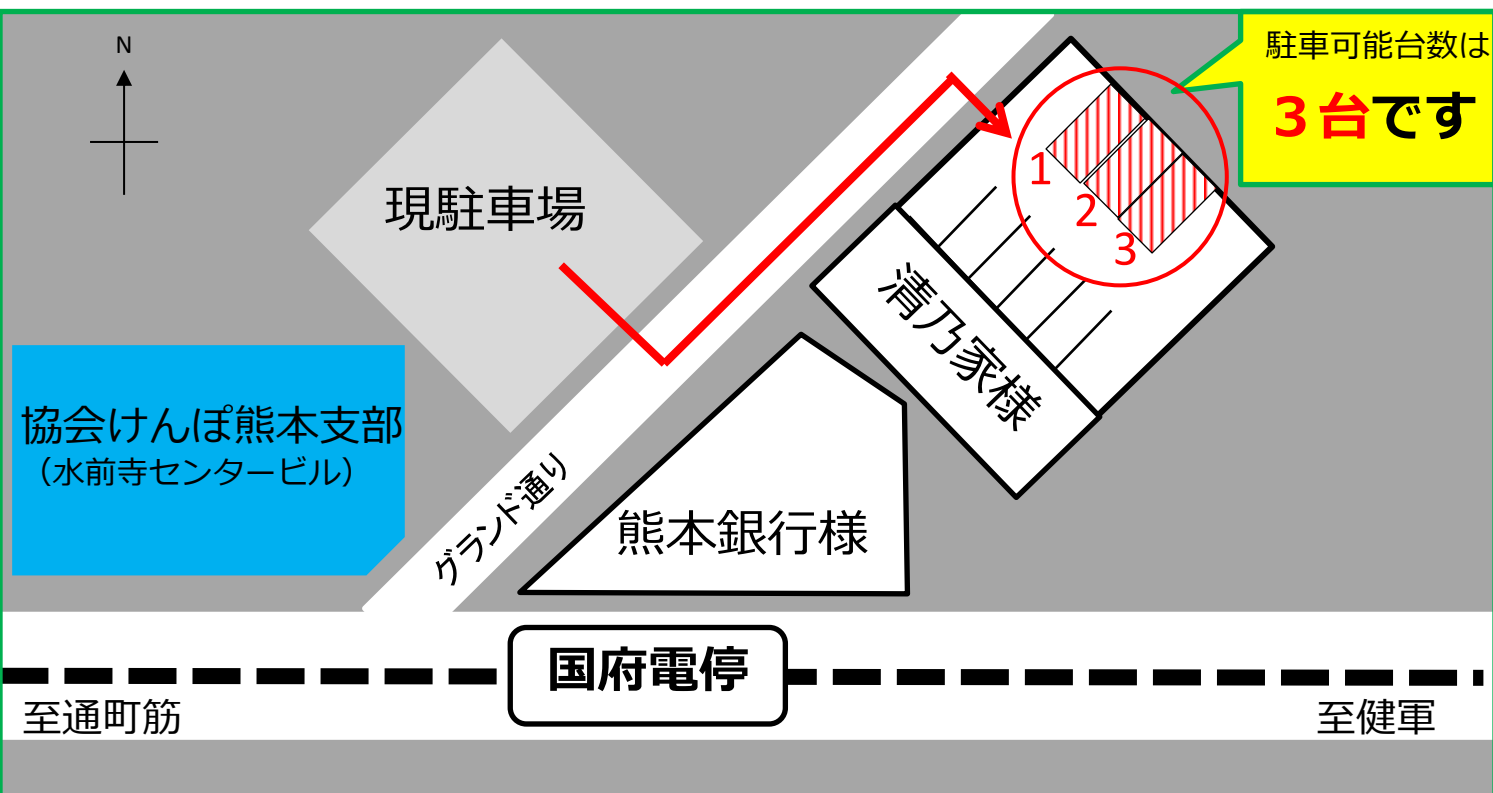 N
駐車可能台数は
３台です
現駐車場
1
2
3
清乃家様
協会けんぽ熊本支部
（水前寺センタービル）
グランド通り
熊本銀行様
国府電停
至通町筋
至健軍